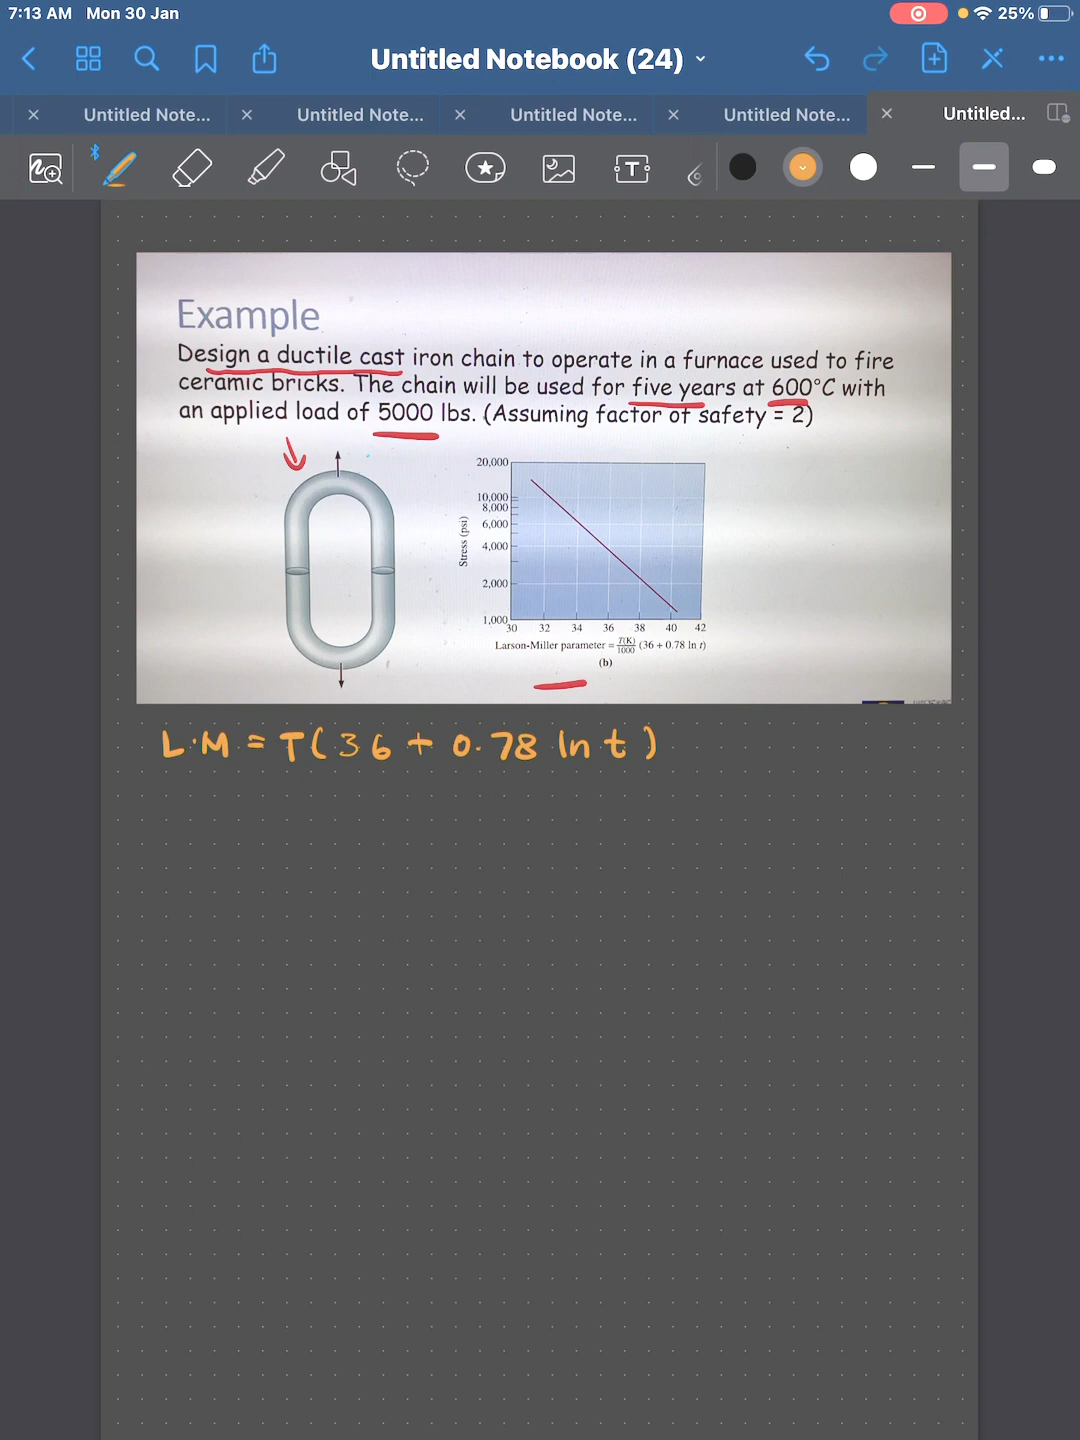 7:13 AM Mon 30 Jan
25%
Untitled Notebook (24)
Untitled Note...
Untitled Note...
Untitled Note...
Untitled Note...
Untitled...
T
Example
Design a ductile cast iron chain to operate in a furnace used to fire
ceramic bricks. The chain will be used for five years at 600°C with
an applied load of 5000 lbs. (Assuming factor of safety = 2)
20,000
10,000
8,000
6,000
4,000
2,000
1,000
Stress (psi)
30 32 34 36 38 40 42
Larson-Miller parameter = T(K)/1000 (36 + 0.78 ln t)
(b)
L.M = T(36 + 0.78 ln t)